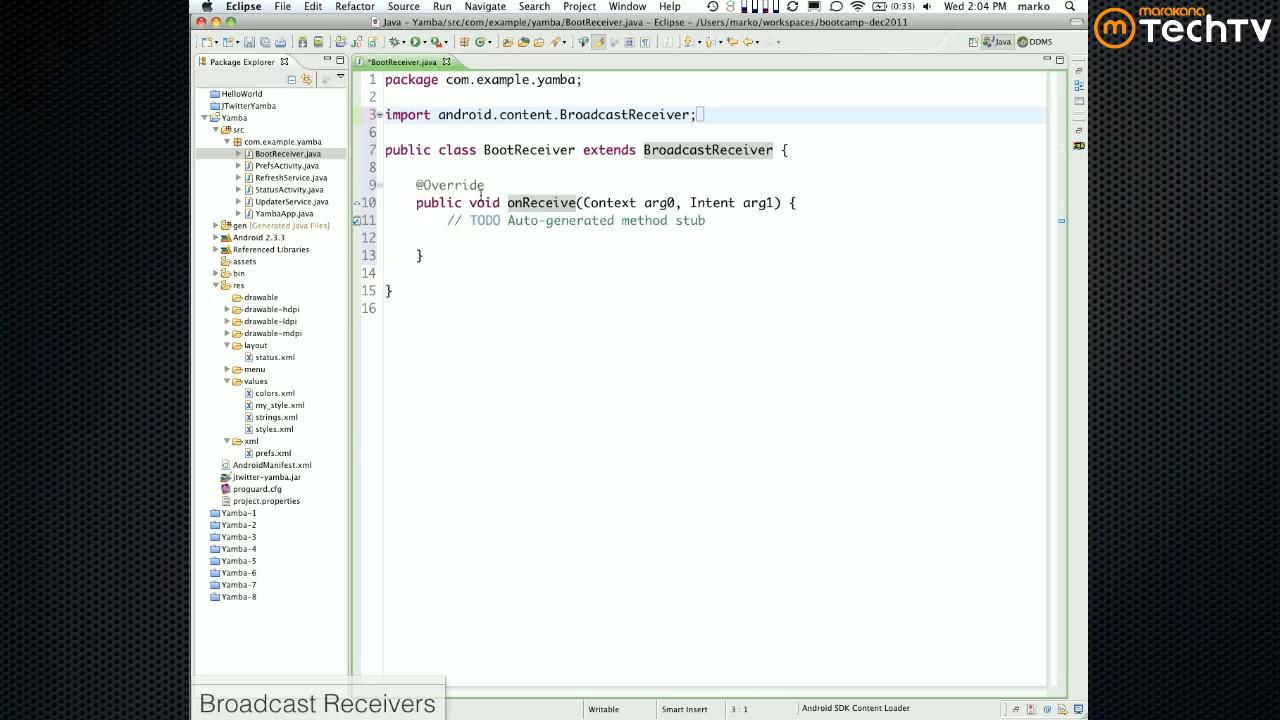 Eclipse File Edit Refactor Source Run Navigate Search Project Window Help (0:33) Wed 2:04 PM marko
marakana
TechTV
Java – Yamba/src/com/example/yamba/BootReceiver.java – Eclipse – /Users/marko/workspaces/bootcamp-dec2011
Java DDMS
Package Explorer
*BootReceiver.java
HelloWorld
JTwitterYamba
Yamba
src
com.example.yamba
BootReceiver.java
PrefsActivity.java
RefreshService.java
StatusActivity.java
UpdaterService.java
YambaApp.java
gen [Generated Java Files]
Android 2.3.3
Referenced Libraries
assets
bin
res
drawable
drawable-hdpi
drawable-ldpi
drawable-mdpi
layout
status.xml
menu
values
colors.xml
my_style.xml
strings.xml
styles.xml
xml
prefs.xml
AndroidManifest.xml
jtwitter-yamba.jar
proguard.cfg
project.properties
Yamba-1
Yamba-2
Yamba-3
Yamba-4
Yamba-5
Yamba-6
Yamba-7
Yamba-8
1 package com.example.yamba;
2
3 import android.content.BroadcastReceiver;
6
7 public class BootReceiver extends BroadcastReceiver {
8
9 @Override
10 public void onReceive(Context arg0, Intent arg1) {
11 // TODO Auto-generated method stub
12
13 }
14
15 }
16
Broadcast Receivers
Writable Smart Insert 3 : 1 Android SDK Content Loader